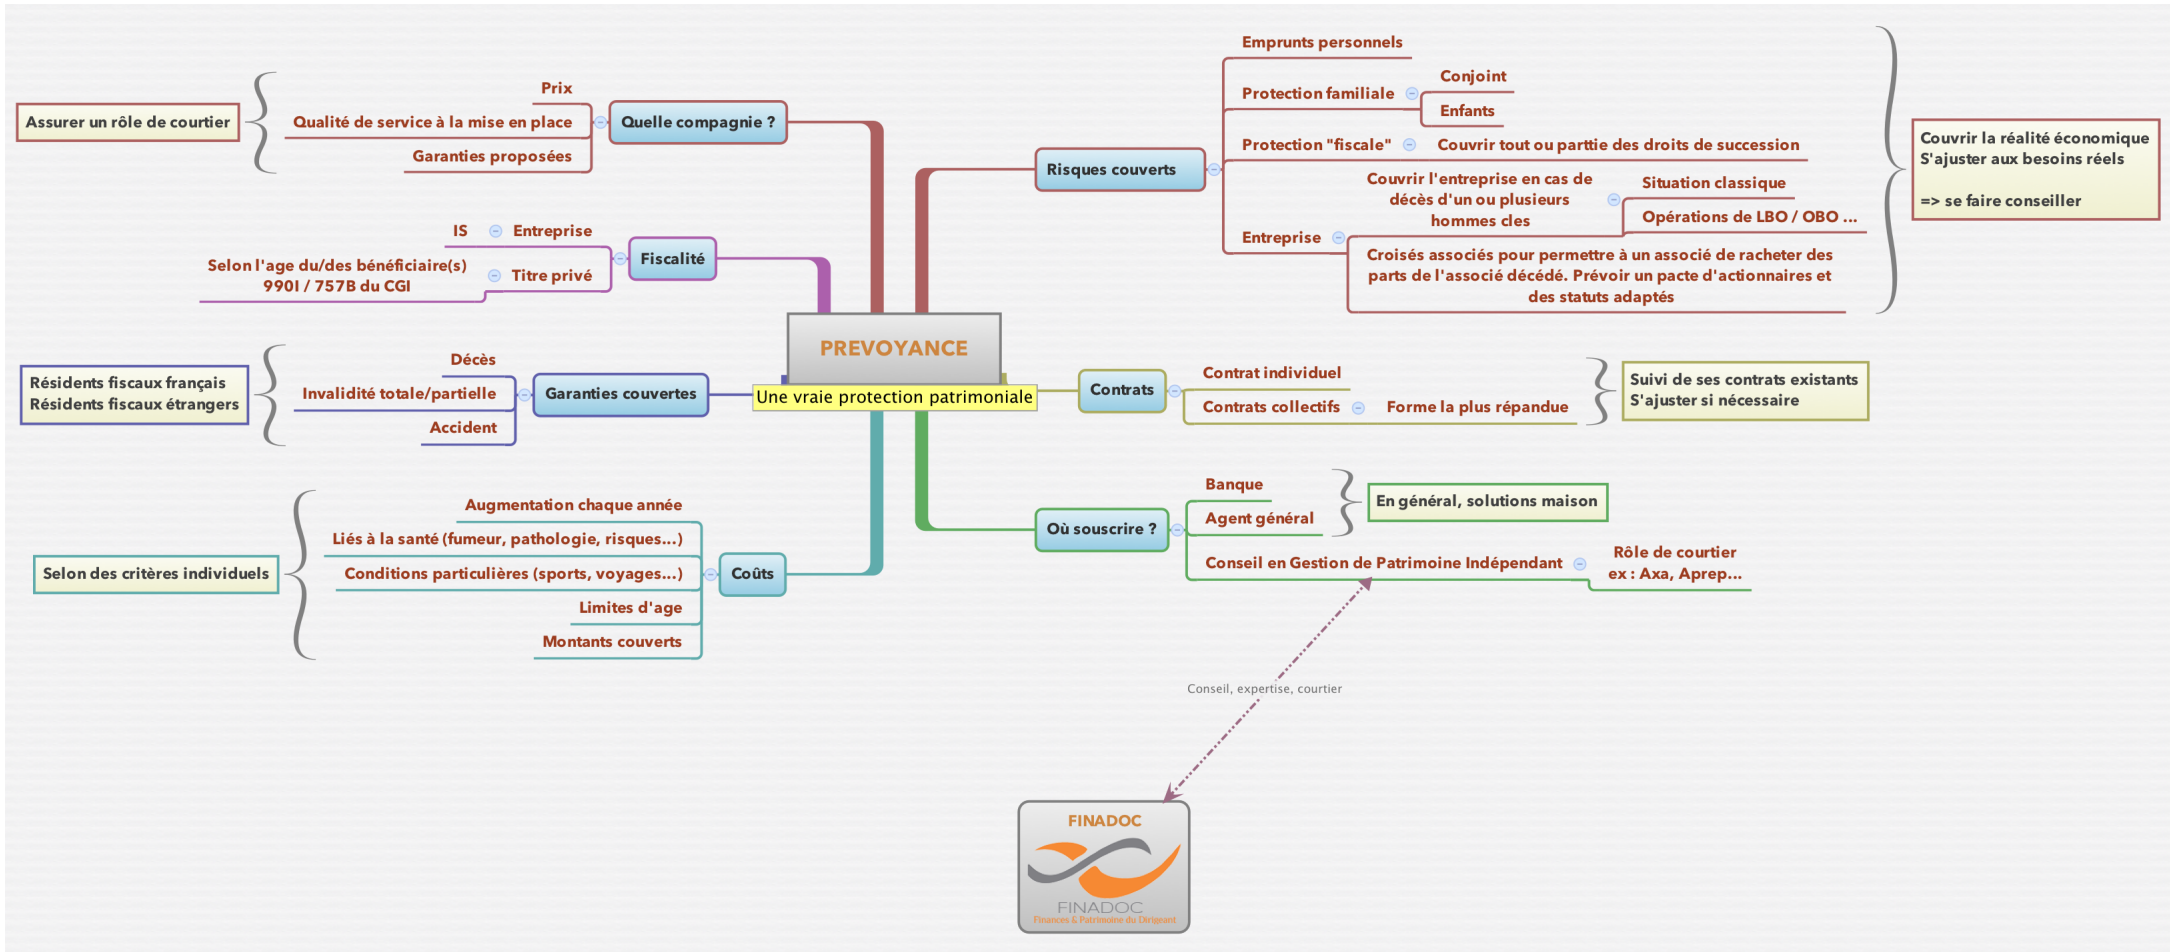 PREVOYANCE
Une vraie protection patrimoniale
Quelle compagnie ?
Prix
Qualité de service à la mise en place
Garanties proposées
Assurer un rôle de courtier
Fiscalité
Entreprise
IS
Titre privé
Selon l'age du/des bénéficiaire(s)
990I / 757B du CGI
Garanties couvertes
Décès
Invalidité totale/partielle
Accident
Résidents fiscaux français
Résidents fiscaux étrangers
Coûts
Augmentation chaque année
Liés à la santé (fumeur, pathologie, risques...)
Conditions particulières (sports, voyages...)
Limites d'age
Montants couverts
Selon des critères individuels
Risques couverts
Emprunts personnels
Protection familiale
Conjoint
Enfants
Protection "fiscale"
Couvrir tout ou parttie des droits de succession
Entreprise
Couvrir l'entreprise en cas de
décès d'un ou plusieurs
hommes cles
Situation classique
Opérations de LBO / OBO ...
Croisés associés pour permettre à un associé de racheter des
parts de l'associé décédé. Prévoir un pacte d'actionnaires et
des statuts adaptés
Couvrir la réalité économique
S'ajuster aux besoins réels
=> se faire conseiller
Contrats
Contrat individuel
Contrats collectifs
Forme la plus répandue
Suivi de ses contrats existants
S'ajuster si nécessaire
Où souscrire ?
Banque
Agent général
En général, solutions maison
Conseil en Gestion de Patrimoine Indépendant
Rôle de courtier
ex : Axa, Aprep...
Conseil, expertise, courtier
FINADOC
FINADOC
Finances & Patrimoine du Dirigeant